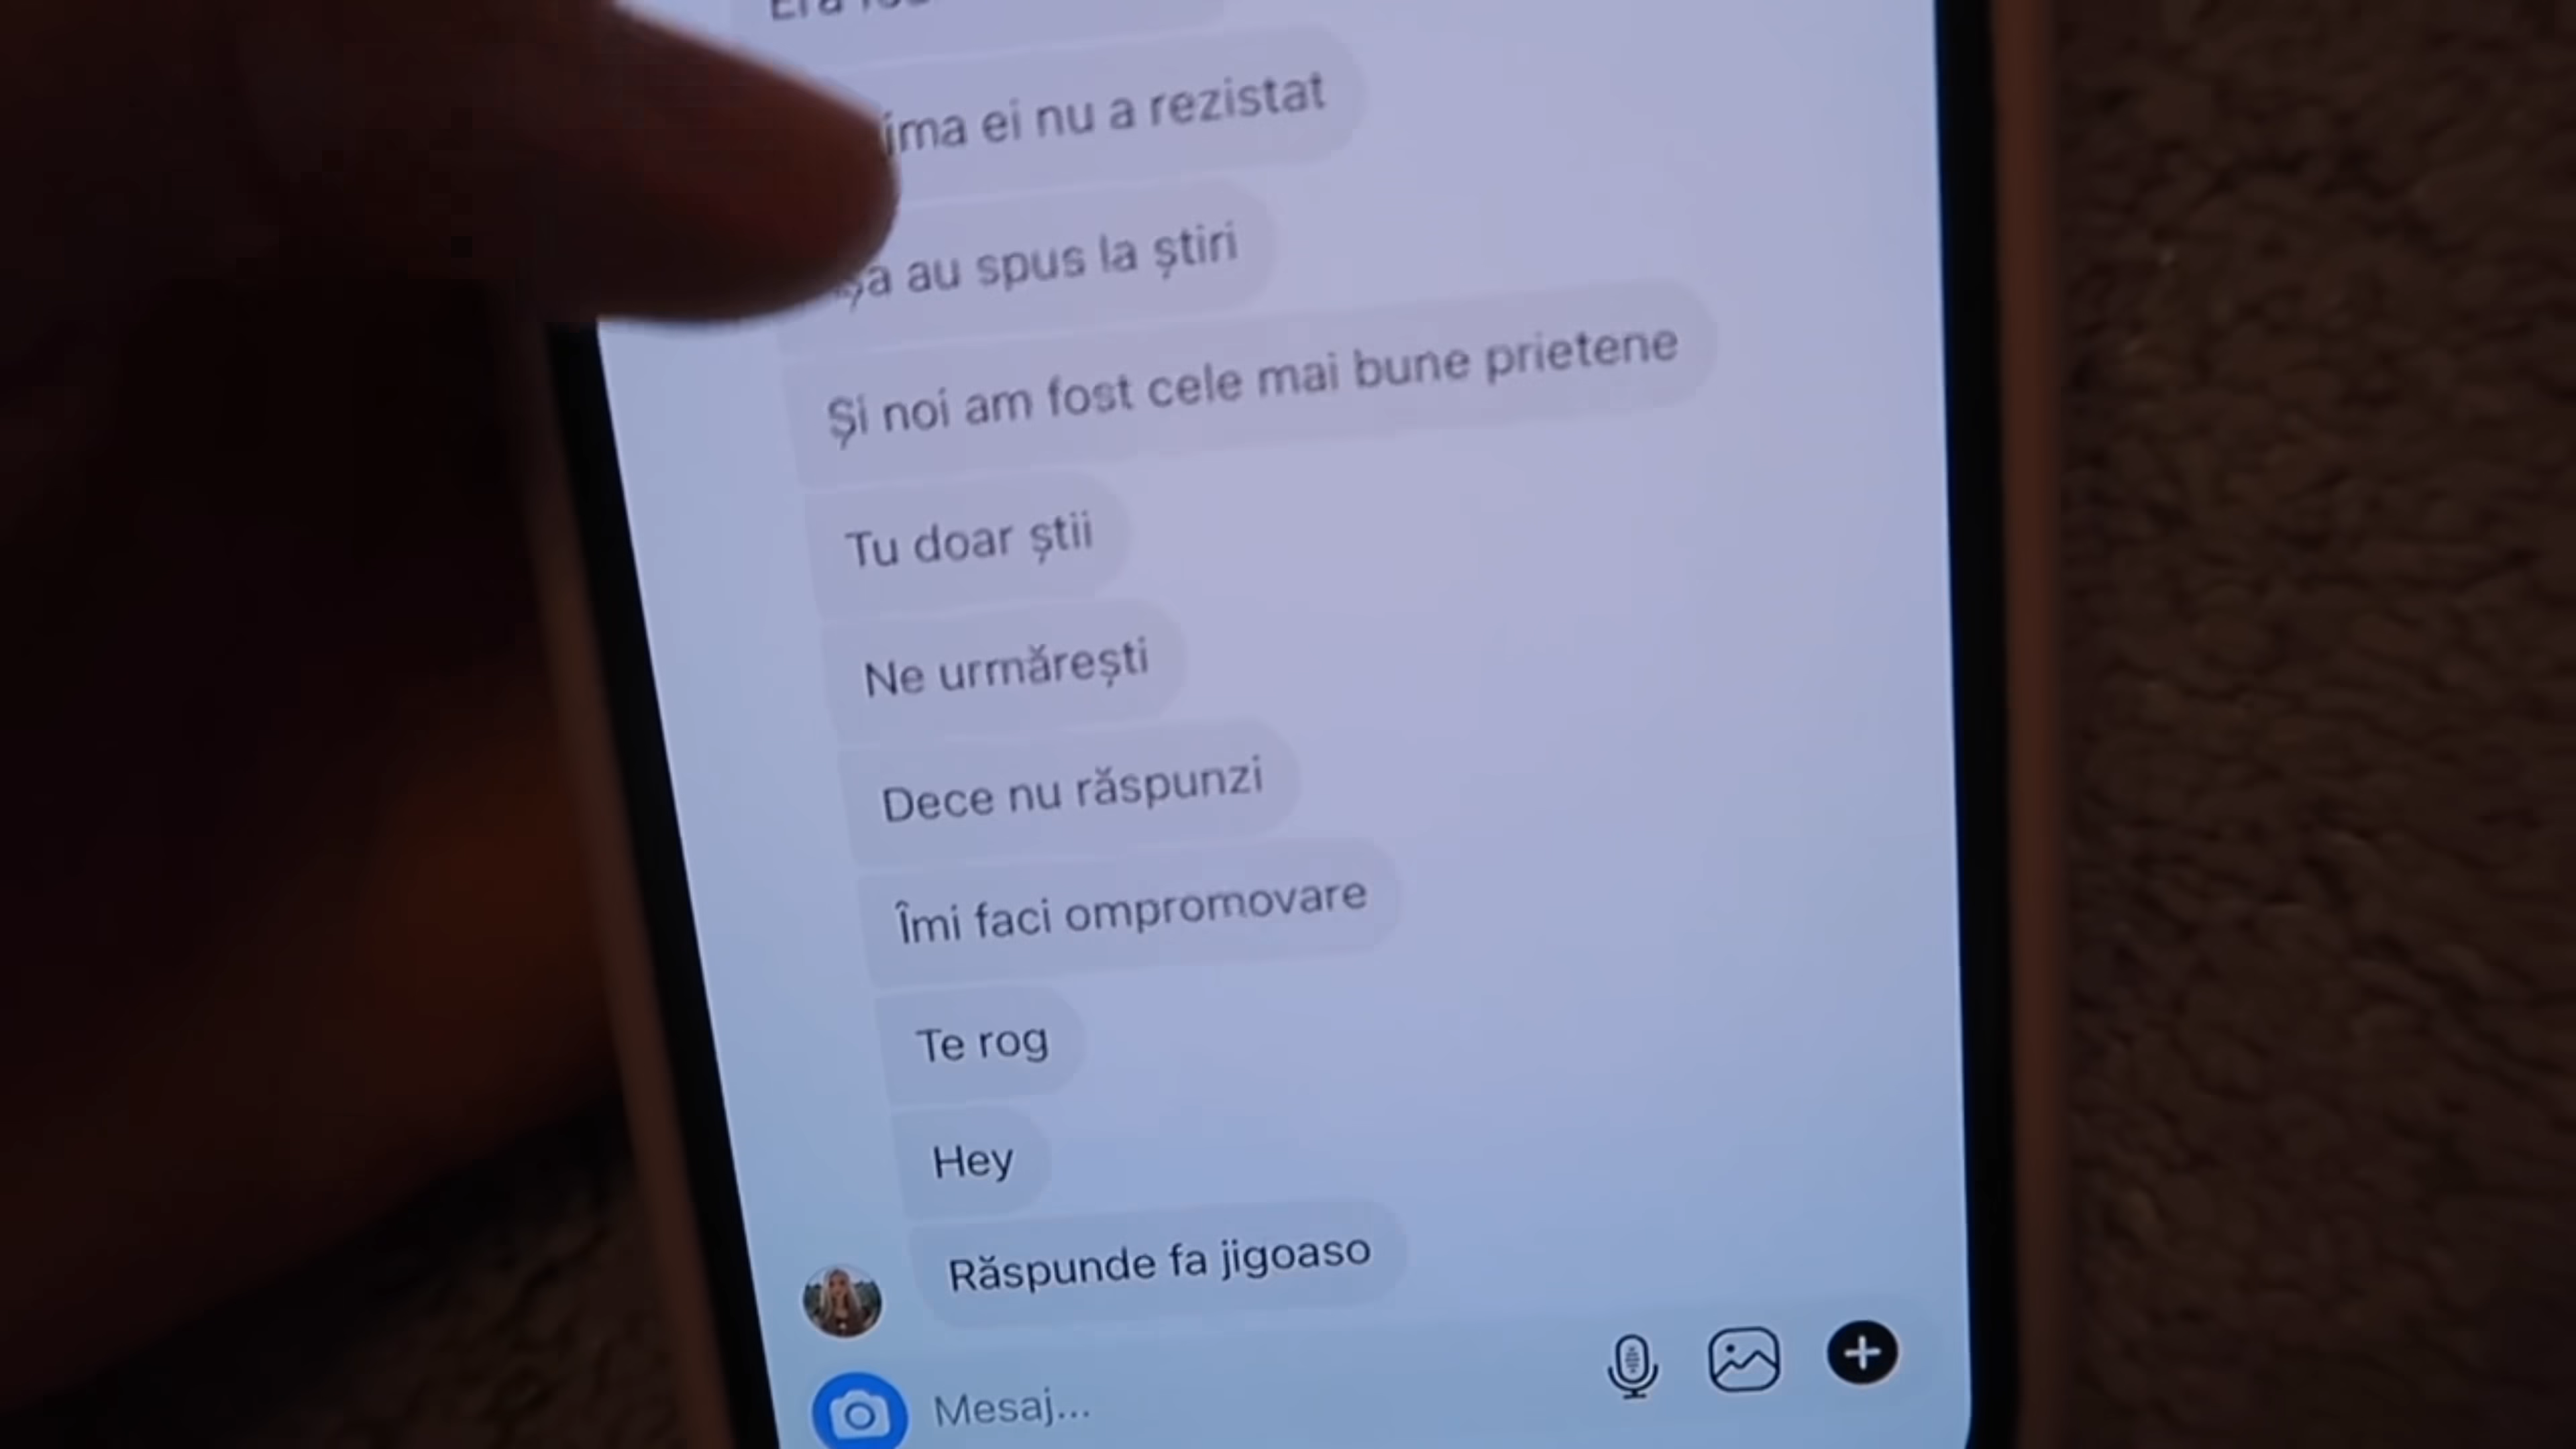 ei nu a rezistat
au spus la știri
Și noi am fost cele mai bune prietene
Tu doar știi
Ne urmărești
Dece nu răspunzi
Îmi faci ompromovare
Te rog
Hey
Răspunde fa jigoaso
Mesaj...